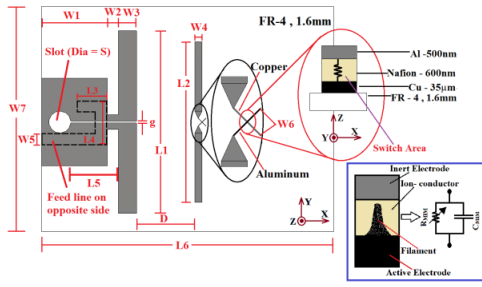 W1
W2
W3
W4
FR-4 , 1.6mm
Slot (Dia = S)
Copper
Al -500nm
Nafion - 600nm
Cu - 35μm
FR - 4 , 1.6mm
L3
L2
W7
W6
Z
Y
X
Switch Area
W5
L4
g
L1
Aluminum
L5
Feed line on
opposite side
D
Y
Z
X
L6
Inert Electrode
Ion- conductor
Filament
Active Electrode